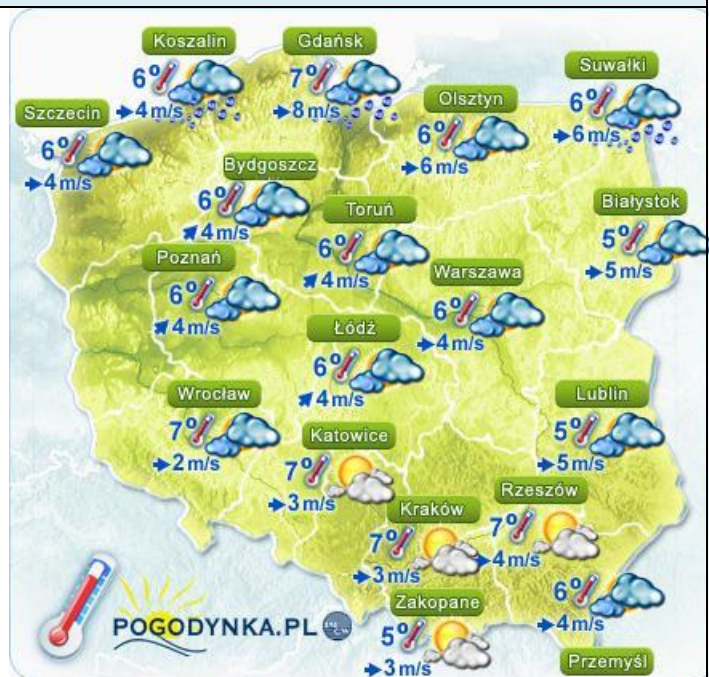 Koszalin
6°
4 m/s
Gdańsk
7°
8 m/s
Suwałki
6°
6 m/s
Szczecin
6°
4 m/s
Olsztyn
6°
6 m/s
Bydgoszcz
6°
4 m/s
Toruń
6°
4 m/s
Białystok
5°
5 m/s
Poznań
6°
4 m/s
Warszawa
6°
4 m/s
Łódź
6°
4 m/s
Wrocław
7°
2 m/s
Katowice
7°
3 m/s
Lublin
5°
5 m/s
Kraków
7°
3 m/s
Rzeszów
7°
4 m/s
Zakopane
5°
3 m/s
6°
4 m/s
Przemyśl
POGODYNKA.PL